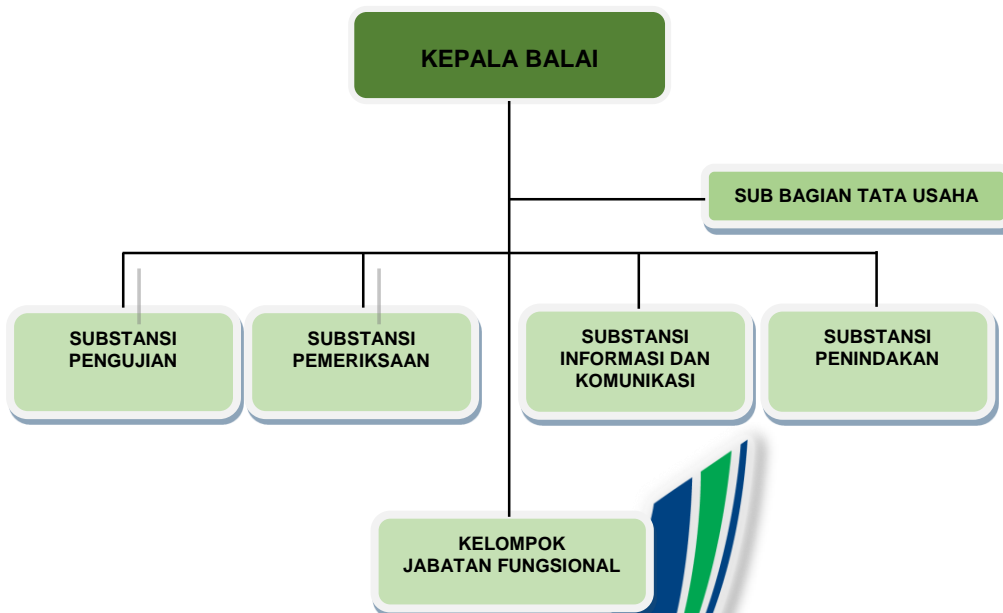 KEPALA BALAI
SUB BAGIAN TATA USAHA
SUBSTANSI
PENGUJIAN
SUBSTANSI
PEMERIKSAAN
SUBSTANSI
INFORMASI DAN
KOMUNIKASI
SUBSTANSI
PENINDAKAN
KELOMPOK
JABATAN FUNGSIONAL